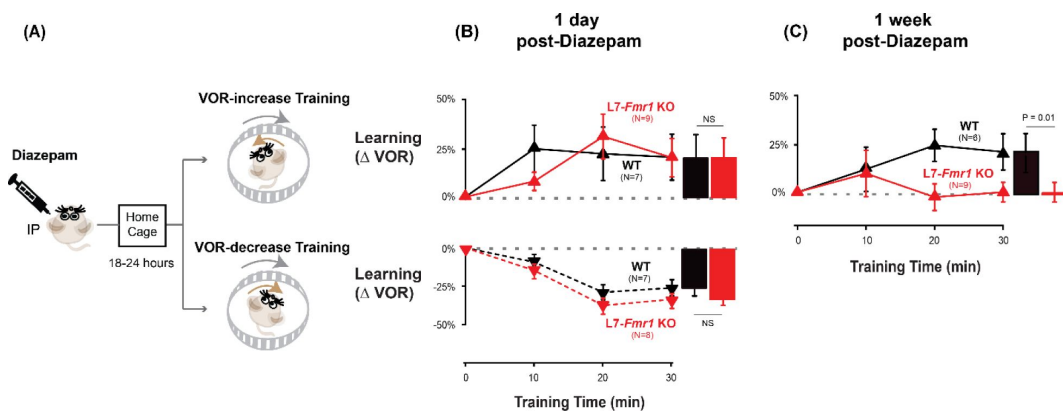 (A)
Diazepam
IP
Home
Cage
18-24 hours
VOR-increase Training
VOR-decrease Training
(B)
1 day
post-Diazepam
Learning
(Δ VOR)
50%
25%
0%
L7-Fmr1 KO
(N=9)
WT
(N=7)
NS
Learning
(Δ VOR)
0%
-25%
-50%
WT
(N=7)
L7-Fmr1 KO
(N=8)
NS
0
10
20
30
Training Time (min)
(C)
1 week
post-Diazepam
50%
25%
0%
WT
(N=6)
L7-Fmr1 KO
(N=9)
P = 0.01
0
10
20
30
Training Time (min)